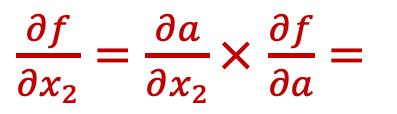 ∂f/∂x₂ = ∂a/∂x₂ × ∂f/∂a =